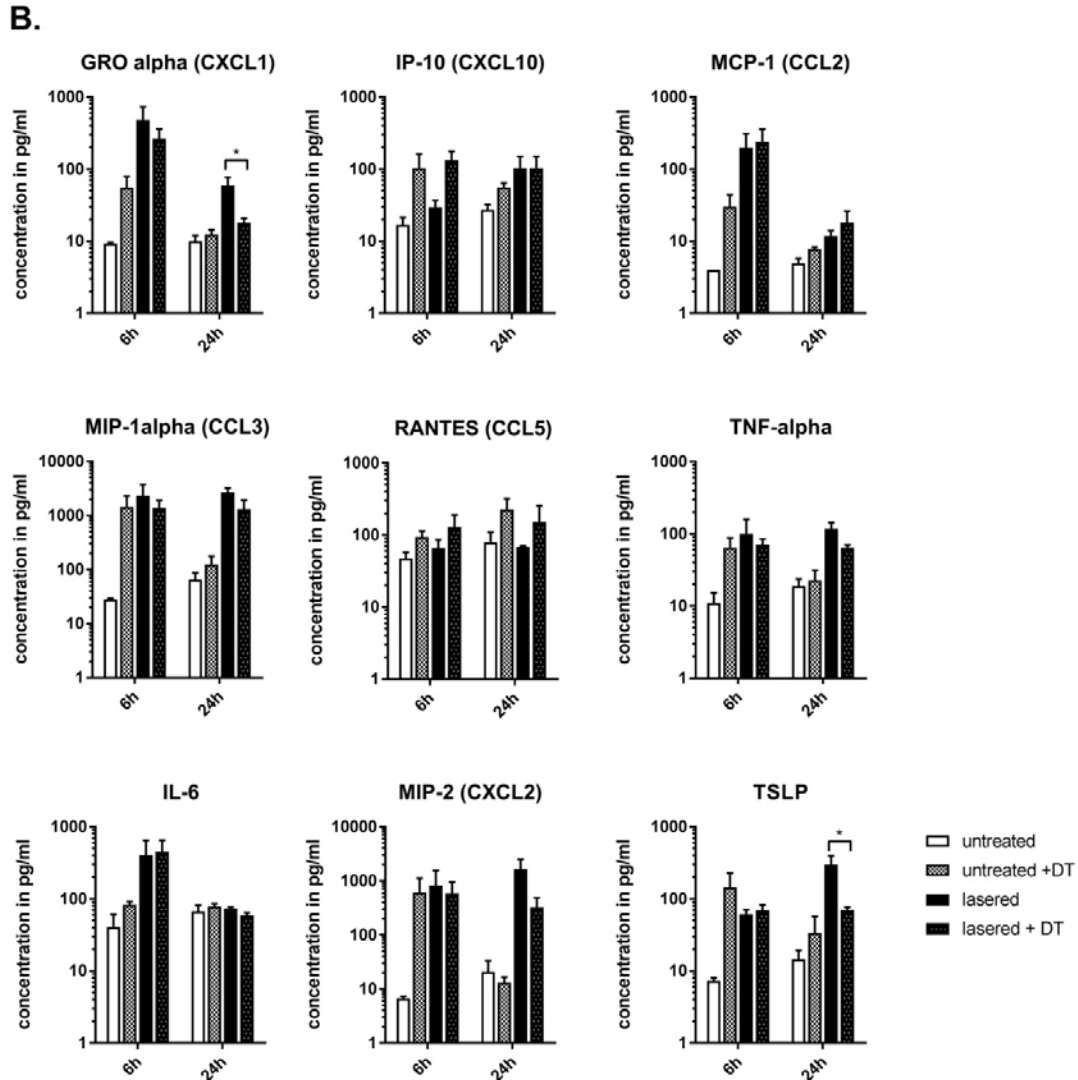 B.
GRO alpha (CXCL1)
concentration in pg/ml
1000
100
10
1
*
6h
24h
IP-10 (CXCL10)
concentration in pg/ml
1000
100
10
1
6h
24h
MCP-1 (CCL2)
concentration in pg/ml
1000
100
10
1
6h
24h
MIP-1alpha (CCL3)
concentration in pg/ml
10000
1000
100
10
1
6h
24h
RANTES (CCL5)
concentration in pg/ml
1000
100
10
1
6h
24h
TNF-alpha
concentration in pg/ml
1000
100
10
1
6h
24h
IL-6
concentration in pg/ml
1000
100
10
1
6h
24h
MIP-2 (CXCL2)
concentration in pg/ml
10000
1000
100
10
1
6h
24h
TSLP
concentration in pg/ml
1000
100
10
1
*
6h
24h
untreated
untreated +DT
lasered
lasered + DT